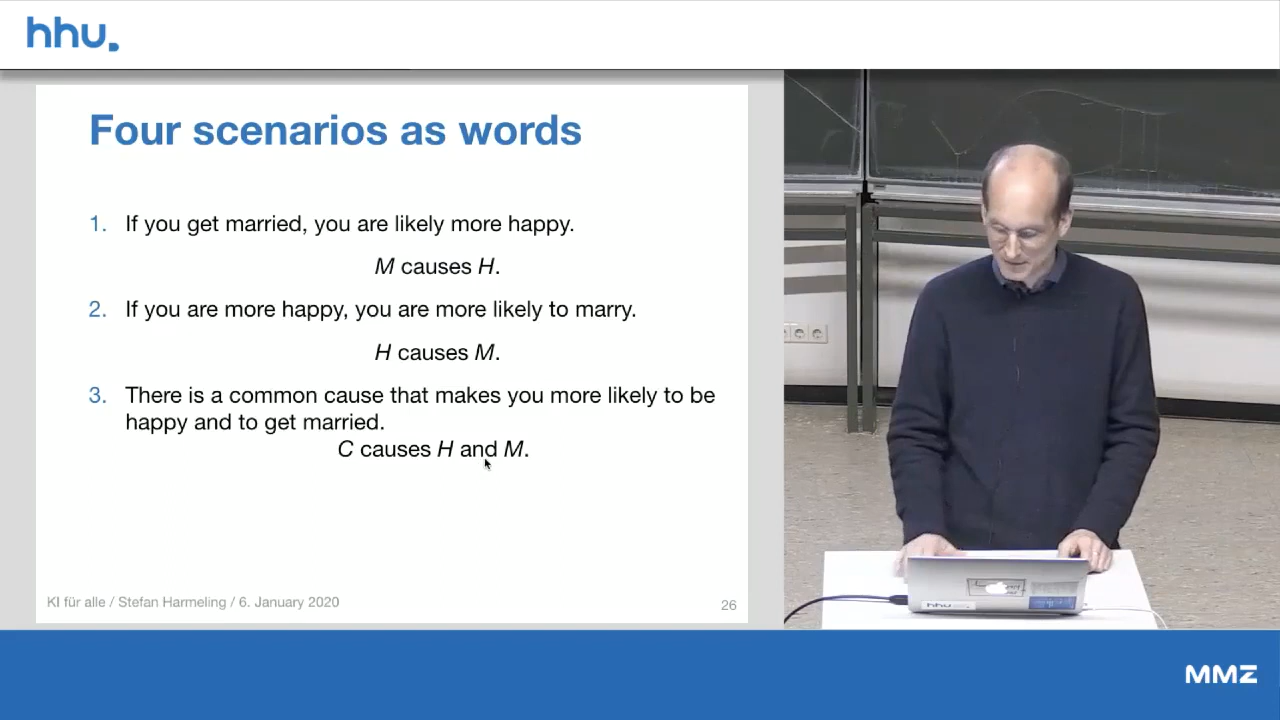 hhu.
Four scenarios as words
1. If you get married, you are likely more happy.
M causes H.
2. If you are more happy, you are more likely to marry.
H causes M.
3. There is a common cause that makes you more likely to be
happy and to get married.
C causes H and M.
KI für alle / Stefan Harmeling / 6. January 2020
26
hhu
MMZ